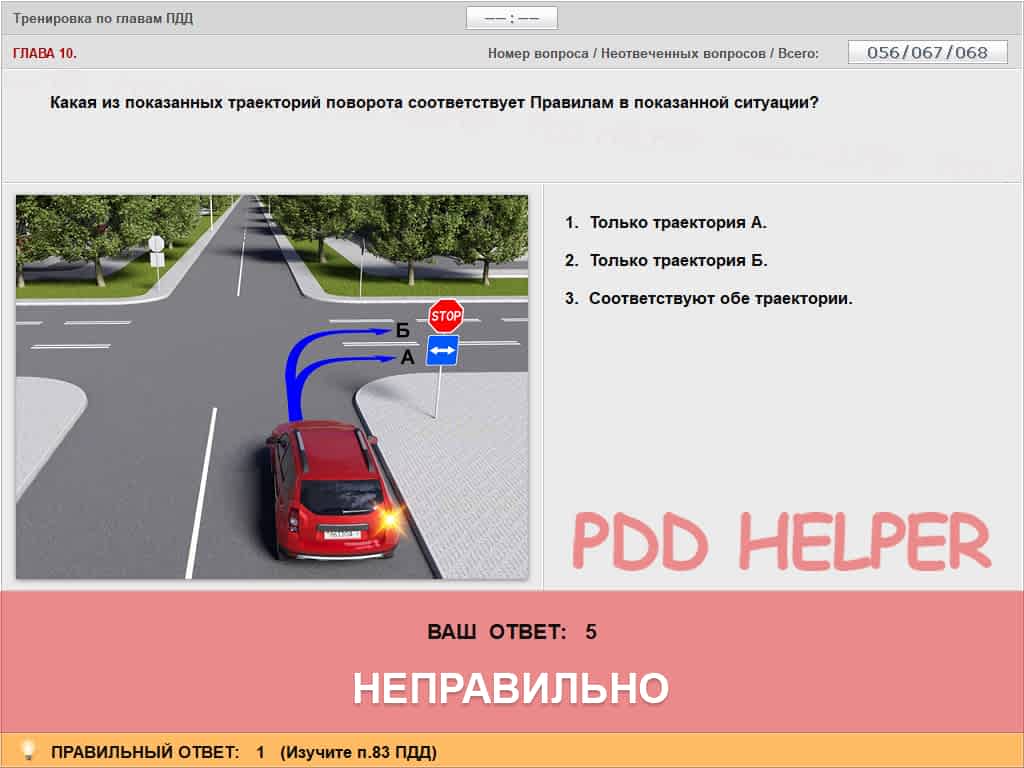 Тренировка по главам ПДД
–– : ––
ГЛАВА 10.
Номер вопроса / Неотвеченных вопросов / Всего:
056/067/068
Какая из показанных траекторий поворота соответствует Правилам в показанной ситуации?
1. Только траектория А.
2. Только траектория Б.
3. Соответствуют обе траектории.
STOP
Б
А
PDD HELPER
ВАШ ОТВЕТ: 5
НЕПРАВИЛЬНО
ПРАВИЛЬНЫЙ ОТВЕТ: 1 (Изучите п.83 ПДД)